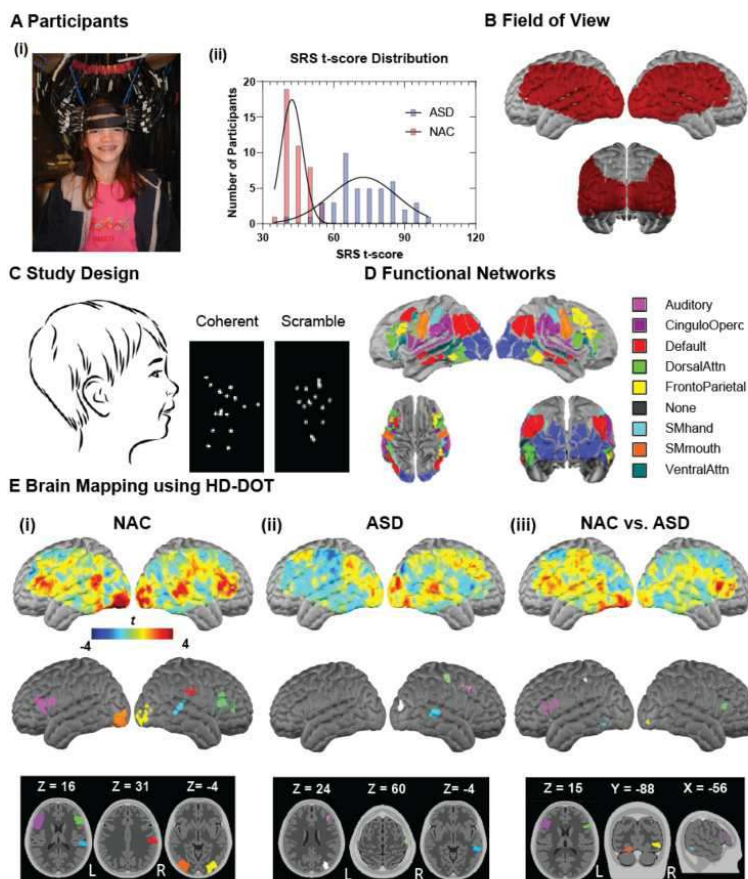 A Participants
(i)
(ii)
SRS t-score Distribution
Number of Participants
20
15
10
5
0
ASD
NAC
35
60
90
120
SRS t-score
B Field of View
C Study Design
Coherent
Scramble
D Functional Networks
Auditory
CinguloOperc
Default
DorsalAttn
FrontoParietal
None
SMhand
SMmouth
VentralAttn
E Brain Mapping using HD-DOT
(i)
NAC
(ii)
ASD
(iii)
NAC vs. ASD
t
-4
4
Z = 16
Z = 31
Z= -4
L
R
Z = 24
Z = 60
Z = -4
L
R
Z = 15
Y = -88
X = -56
L
R